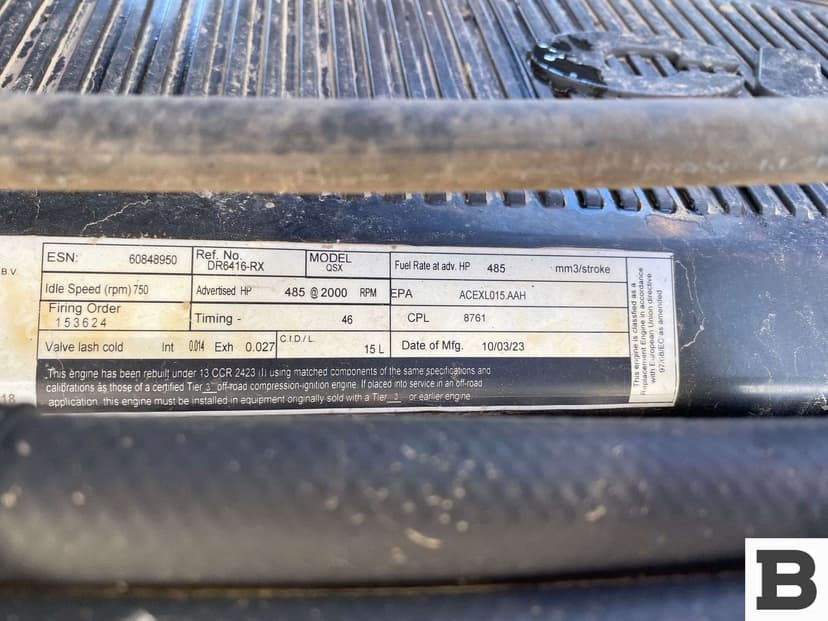 B.V.
18
ESN: 60848950
Ref. No. DR6416-RX
MODEL QSX
Fuel Rate at adv. HP 485 mm3/stroke
Idle Speed (rpm) 750
Advertised HP 485 @ 2000 RPM
EPA ACEXL015.AAH
Firing Order
153624
Timing - 46
CPL 8761
Valve lash cold Int 0.014 Exh 0.027
C.I.D./L. 15 L
Date of Mfg. 10/03/23
This engine has been rebuilt under 13 CCR 2423 (l) using matched components of the same specifications and
calibrations as those of a certified Tier 3 off-road compression-ignition engine. If placed into service in an off-road
application, this engine must be installed in equipment originally sold with a Tier 3 or earlier engine.
This engine is classified as a
Replacement Engine in accordance
with European Union directive
97/68/EC as amended
B